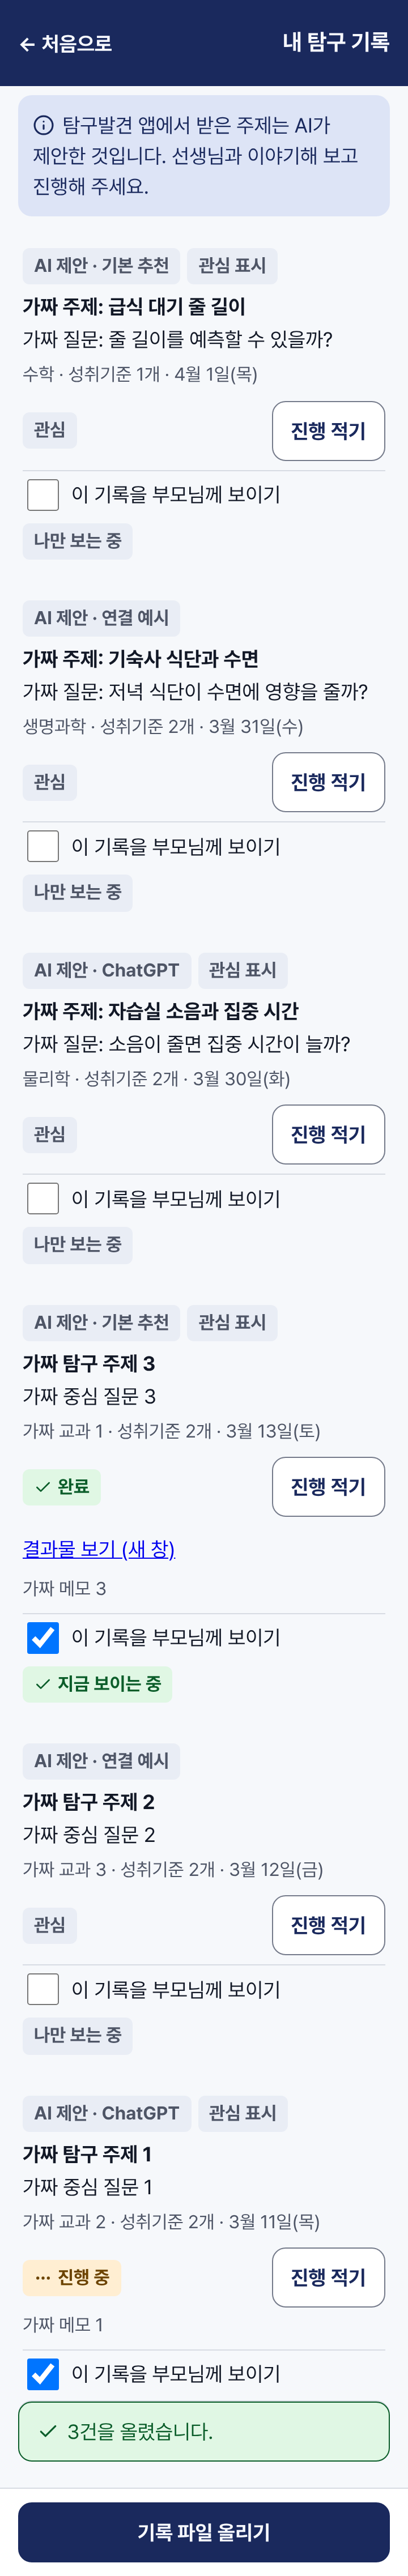 ← 처음으로
내 탐구 기록
탐구발견 앱에서 받은 주제는 AI가
제안한 것입니다. 선생님과 이야기해 보고
진행해 주세요.
AI 제안 · 기본 추천
관심 표시
가짜 주제: 급식 대기 줄 길이
가짜 질문: 줄 길이를 예측할 수 있을까?
수학 · 성취기준 1개 · 4월 1일(목)
관심
진행 적기
이 기록을 부모님께 보이기
나만 보는 중
AI 제안 · 연결 예시
가짜 주제: 기숙사 식단과 수면
가짜 질문: 저녁 식단이 수면에 영향을 줄까?
생명과학 · 성취기준 2개 · 3월 31일(수)
관심
진행 적기
이 기록을 부모님께 보이기
나만 보는 중
AI 제안 · ChatGPT
관심 표시
가짜 주제: 자습실 소음과 집중 시간
가짜 질문: 소음이 줄면 집중 시간이 늘까?
물리학 · 성취기준 2개 · 3월 30일(화)
관심
진행 적기
이 기록을 부모님께 보이기
나만 보는 중
AI 제안 · 기본 추천
관심 표시
가짜 탐구 주제 3
가짜 중심 질문 3
가짜 교과 1 · 성취기준 2개 · 3월 13일(토)
✓ 완료
진행 적기
결과물 보기 (새 창)
가짜 메모 3
이 기록을 부모님께 보이기
✓ 지금 보이는 중
AI 제안 · 연결 예시
가짜 탐구 주제 2
가짜 중심 질문 2
가짜 교과 3 · 성취기준 2개 · 3월 12일(금)
관심
진행 적기
이 기록을 부모님께 보이기
나만 보는 중
AI 제안 · ChatGPT
관심 표시
가짜 탐구 주제 1
가짜 중심 질문 1
가짜 교과 2 · 성취기준 2개 · 3월 11일(목)
··· 진행 중
진행 적기
가짜 메모 1
이 기록을 부모님께 보이기
✓ 3건을 올렸습니다.
기록 파일 올리기